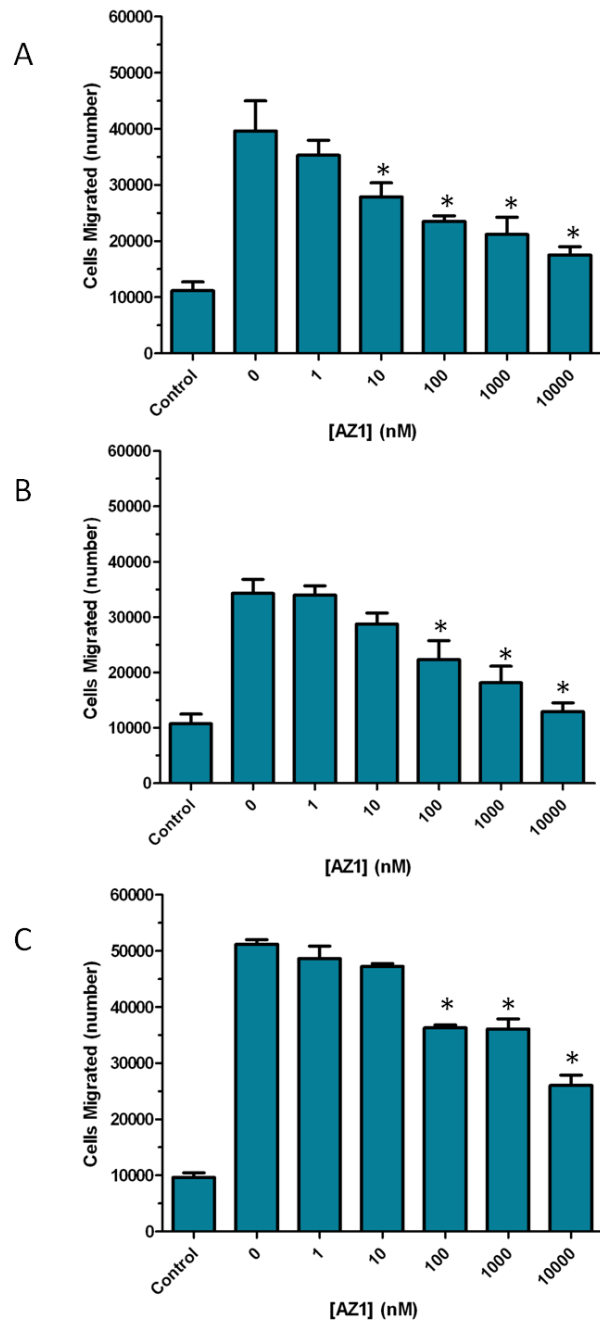 A
60000
50000
40000
30000
20000
10000
0
Cells Migrated (number)
* * * *
Control 0 1 10 100 1000 10000
[AZ1] (nM)
B
60000
50000
40000
30000
20000
10000
0
Cells Migrated (number)
* * *
Control 0 1 10 100 1000 10000
[AZ1] (nM)
C
60000
50000
40000
30000
20000
10000
0
Cells Migrated (number)
* * *
Control 0 1 10 100 1000 10000
[AZ1] (nM)